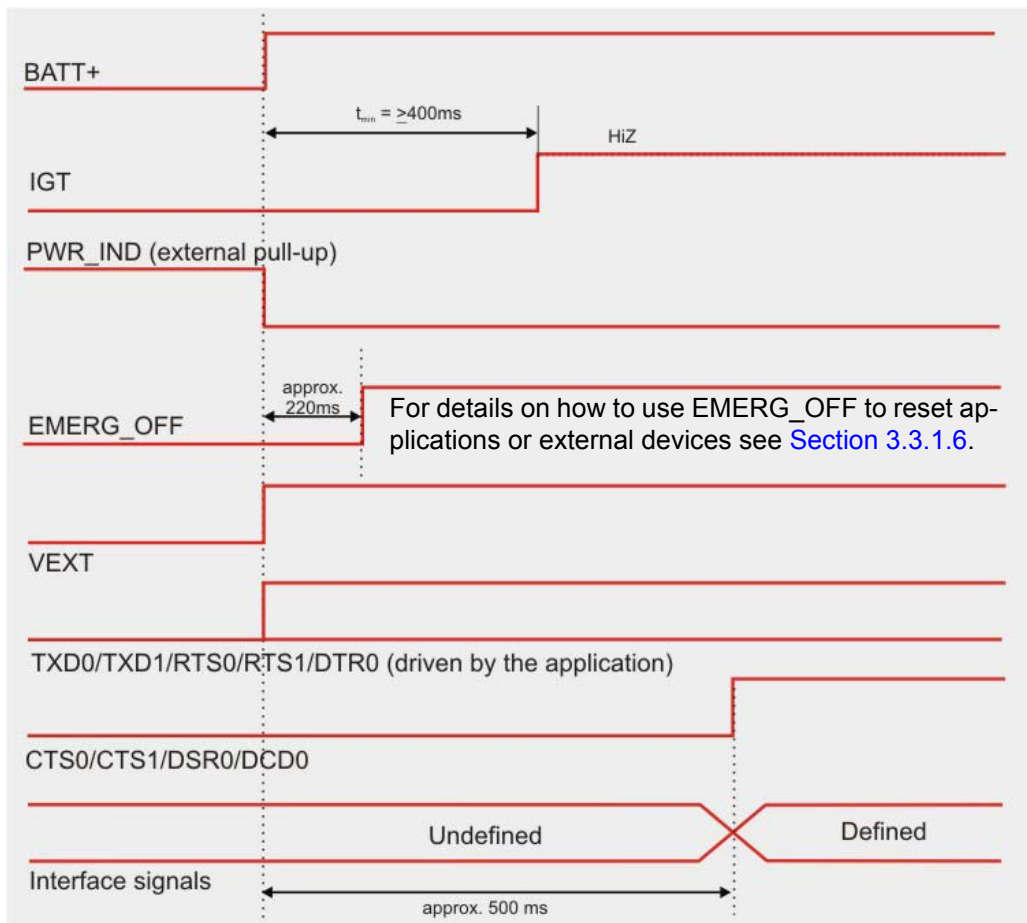 BATT+
tmin = ≥400ms
HiZ
IGT
PWR_IND (external pull-up)
approx.
220ms
EMERG_OFF
For details on how to use EMERG_OFF to reset ap-
plications or external devices see Section 3.3.1.6.
VEXT
TXD0/TXD1/RTS0/RTS1/DTR0 (driven by the application)
CTS0/CTS1/DSR0/DCD0
Undefined
Defined
Interface signals
approx. 500 ms